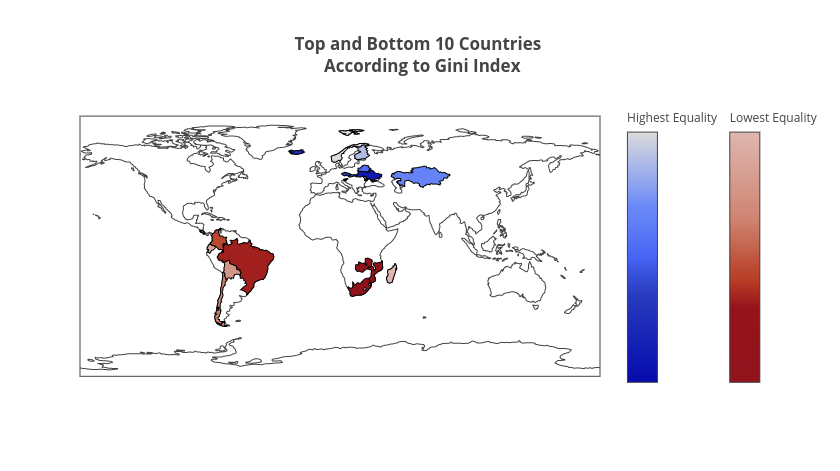 Top and Bottom 10 Countries
According to Gini Index
Highest Equality
Lowest Equality